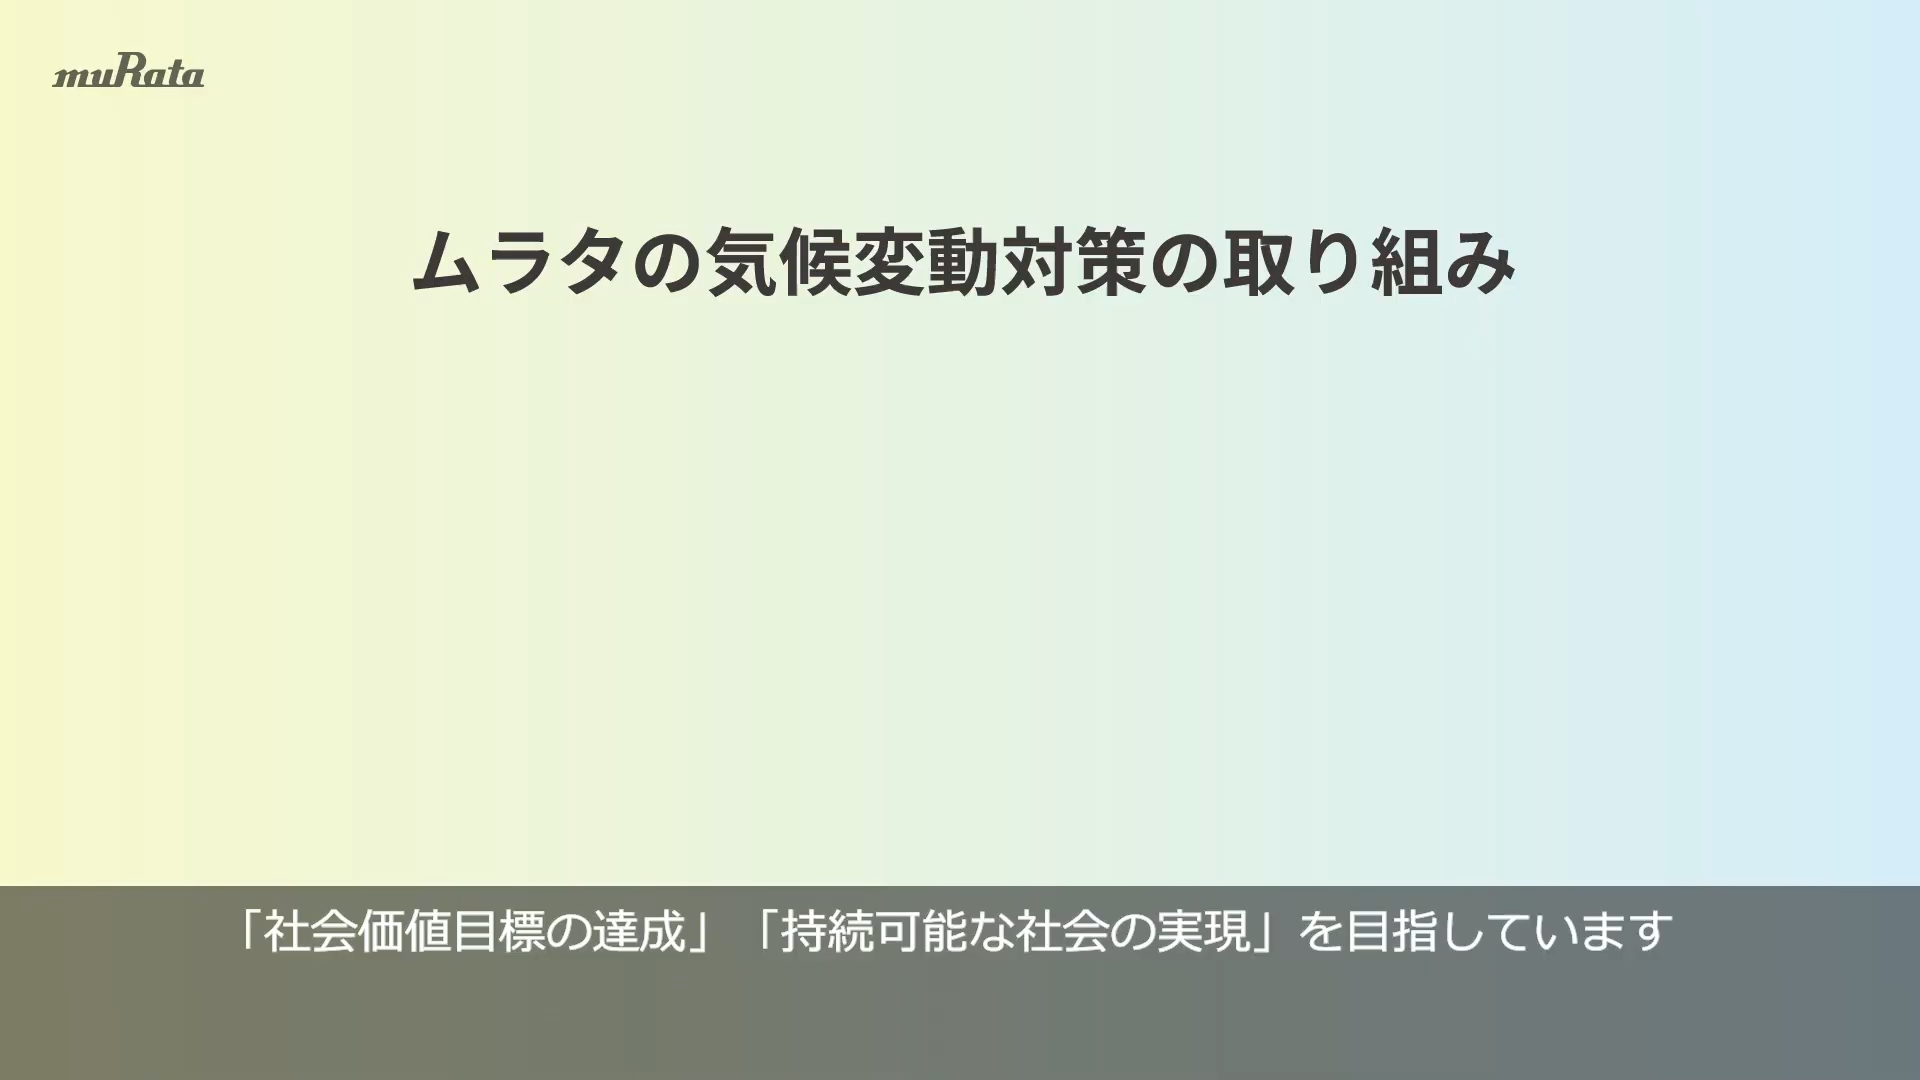 muRata
ムラタの気候変動対策の取り組み
「社会価値目標の達成」「持続可能な社会の実現」を目指しています